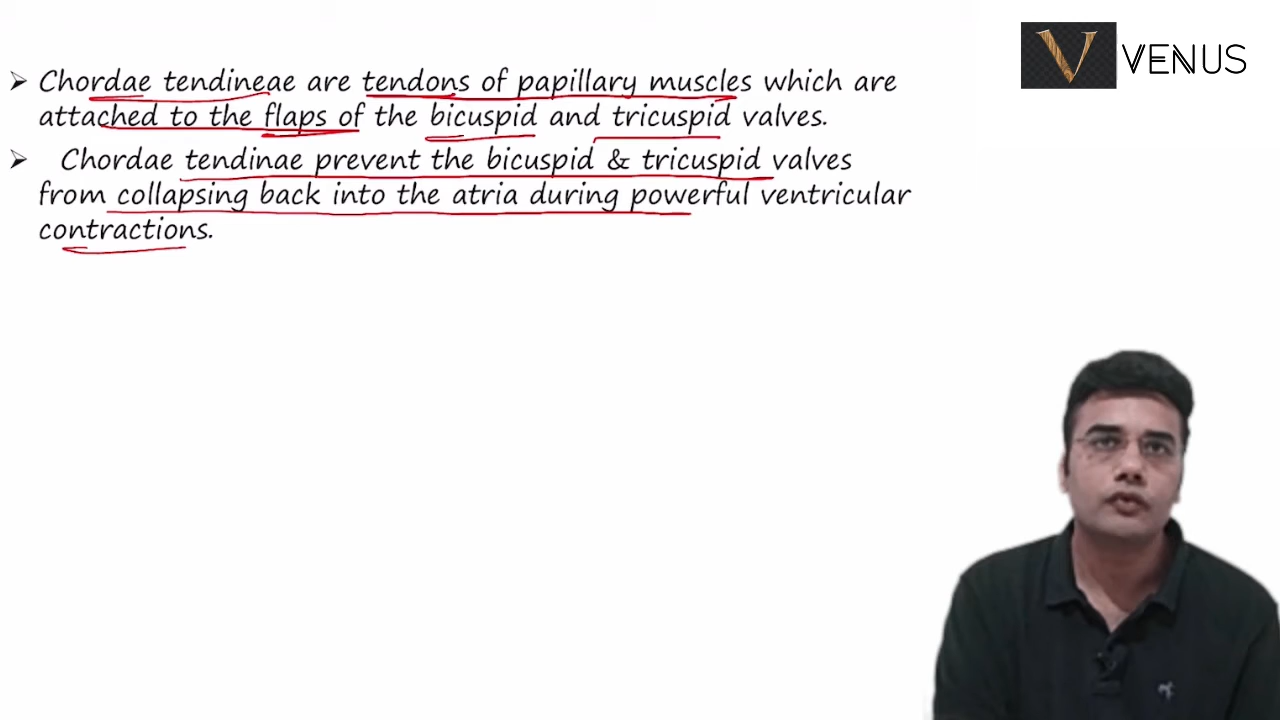 V VENUS
➢ Chordae tendineae are tendons of papillary muscles which are
attached to the flaps of the bicuspid and tricuspid valves.
➢ Chordae tendinae prevent the bicuspid & tricuspid valves
from collapsing back into the atria during powerful ventricular
contractions.